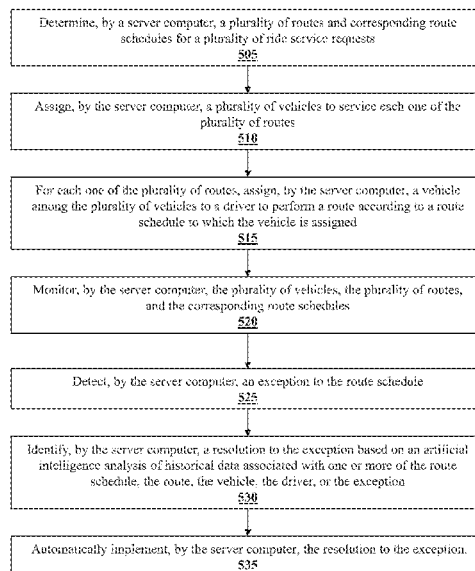 Determine, by a server computer, a plurality of routes and corresponding route
schedules for a plurality of ride service requests
505
Assign, by the server computer, a plurality of vehicles to service each one of the
plurality of routes
510
For each one of the plurality of routes, assign, by the server computer, a vehicle
among the plurality of vehicles to a driver to perform a route according to a route
schedule to which the vehicle is assigned
515
Monitor, by the server computer, the plurality of vehicles, the plurality of routes,
and the corresponding route schedules
520
Detect, by the server computer, an exception to the route schedule
525
Identify, by the server computer, a resolution to the exception based on an artificial
intelligence analysis of historical data associated with one or more of the route
schedule, the route, the vehicle, the driver, or the exception
530
Automatically implement, by the server computer, the resolution to the exception.
535